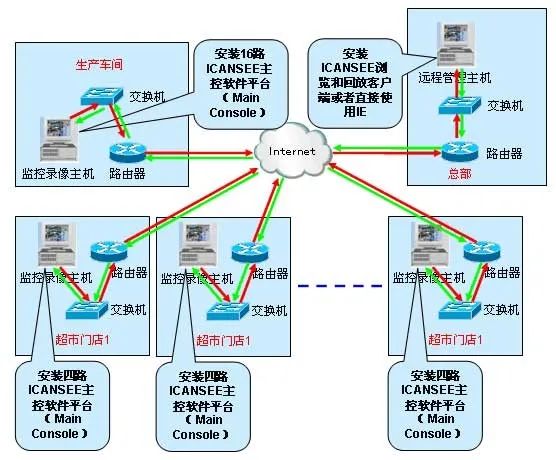 生产车间
交换机
监控录像主机
路由器
安装16路
ICANSEE主
控软件平台
（Main
Console）
安装
ICANSEE浏
览和回放客户
端或者直接使
用IE
远程管理主机
交换机
路由器
总部
Internet
监控录像主机
路由器
交换机
超市门店1
监控录像主机
路由器
交换机
超市门店1
监控录像主机
路由器
交换机
超市门店1
安装四路
ICANSEE主
控软件平台
（Main
Console）
安装四路
ICANSEE主
控软件平台
（Main
Console）
安装四路
ICANSEE主
控软件平台
（Main
Console）